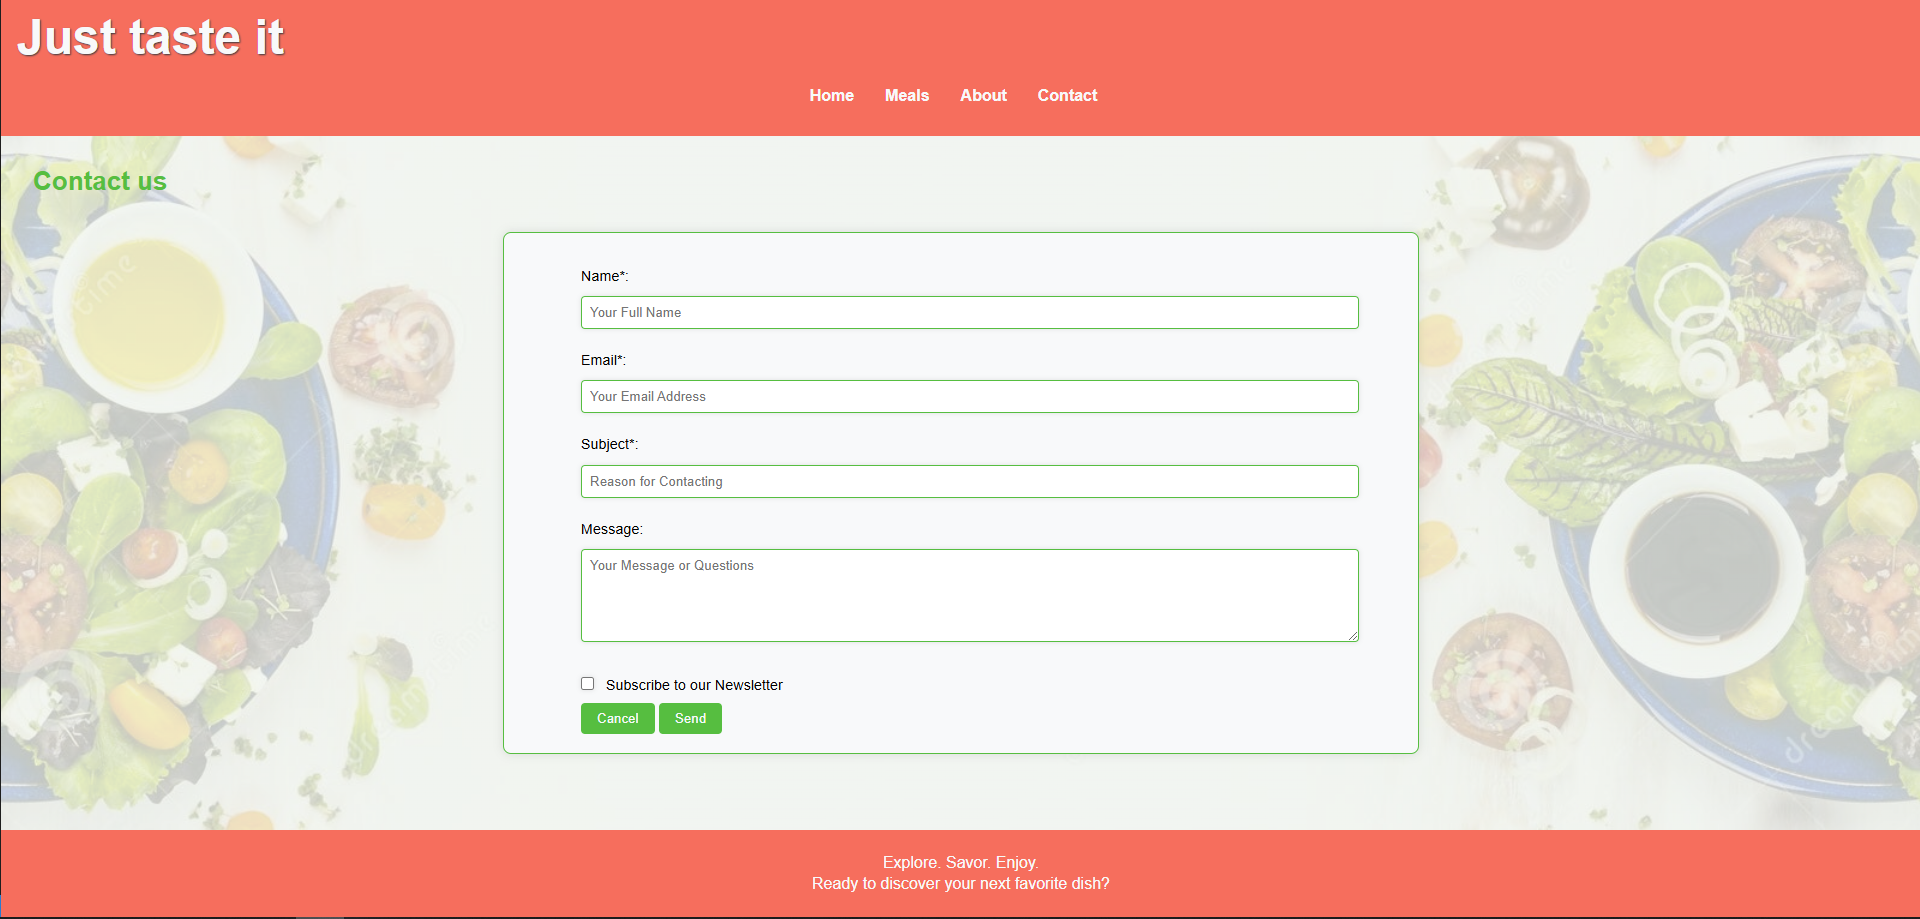 Just taste it
Home Meals About Contact
Contact us
Name*:
Your Full Name
Email*:
Your Email Address
Subject*:
Reason for Contacting
Message:
Your Message or Questions
Subscribe to our Newsletter
Cancel Send
Explore. Savor. Enjoy.
Ready to discover your next favorite dish?